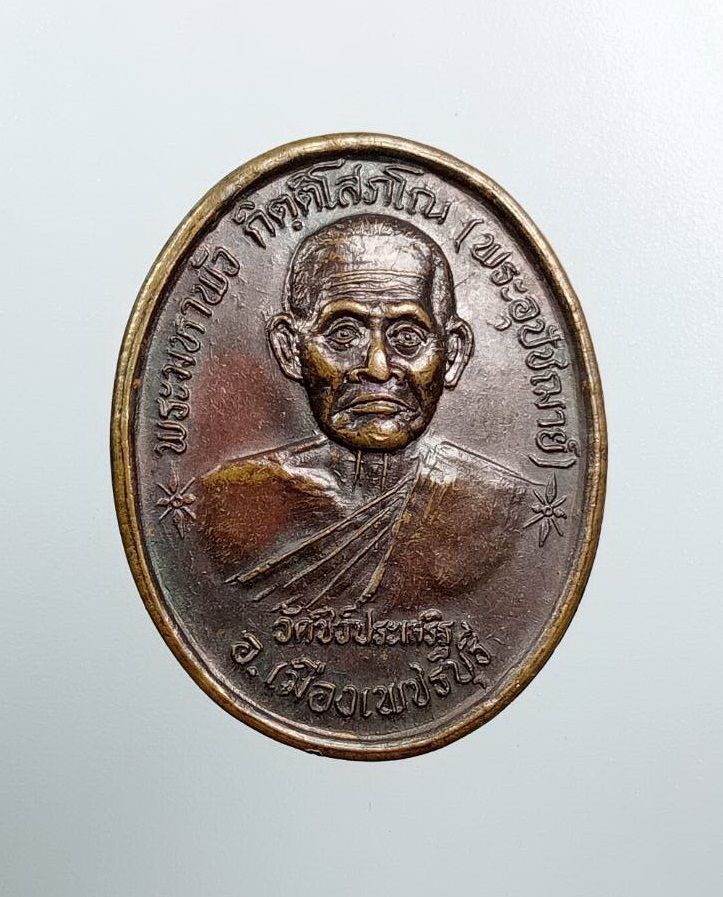 พระมหาพัว กิตฺติโสภโณ (พระอุปัชฌาย์)
วัดชีว์ประเสริฐ
อ.เมืองเพชรบุรี